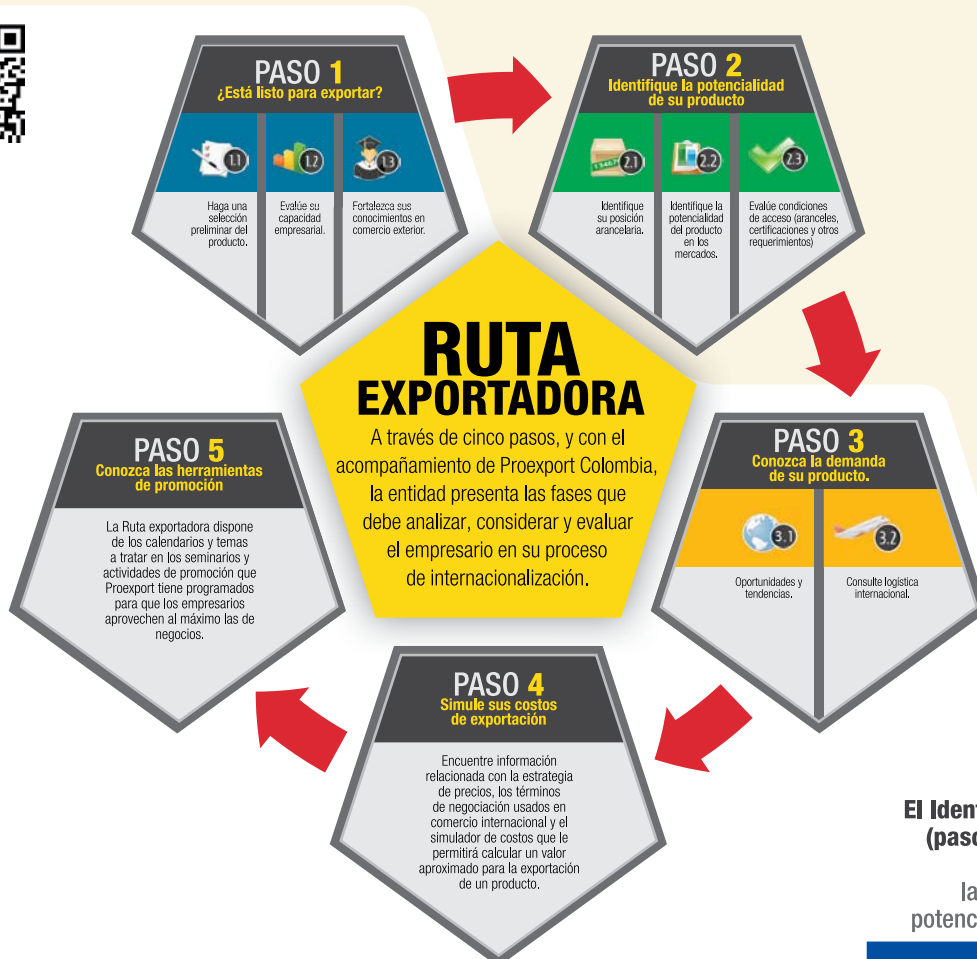 PASO 1
¿Está listo para exportar?
1.1
1.2
1.3
Haga una
selección
preliminar del
producto.
Evalúe su
capacidad
empresarial.
Fortalezca sus
conocimientos en
comercio exterior.
PASO 2
Identifique la potencialidad
de su producto
13467
2.1
2.2
2.3
Identifique
su posición
arancelaria.
Identifique la
potencialidad
del producto
en los
mercados.
Evalúe condiciones
de acceso (aranceles,
certificaciones y otros
requerimientos)
RUTA
EXPORTADORA
A través de cinco pasos, y con el
acompañamiento de Proexport Colombia,
la entidad presenta las fases que
debe analizar, considerar y evaluar
el empresario en su proceso
de internacionalización.
PASO 3
Conozca la demanda
de su producto.
3.1
3.2
Oportunidades y
tendencias.
Consulte logística
internacional.
PASO 4
Simule sus costos
de exportación
Encuentre información
relacionada con la estrategia
de precios, los términos
de negociación usados en
comercio internacional y el
simulador de costos que le
permitirá calcular un valor
aproximado para la exportación
de un producto.
PASO 5
Conozca las herramientas
de promoción
La Ruta exportadora dispone
de los calendarios y temas
a tratar en los seminarios y
actividades de promoción que
Proexport tiene programados
para que los empresarios
aprovechen al máximo las de
negocios.
El Iden
(paso
la
potenc